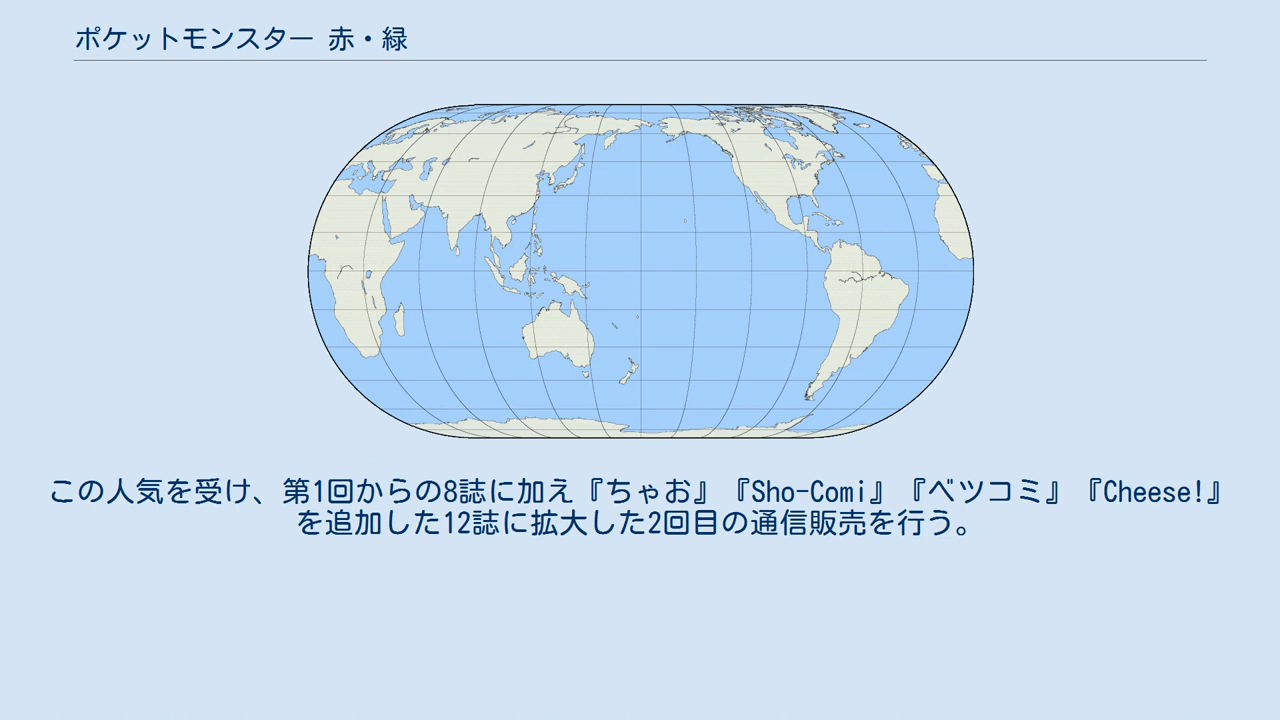 ポケットモンスター 赤・緑
この人気を受け、第1回からの8誌に加え『ちゃお』『Sho-Comi』『ベツコミ』『Cheese!』
を追加した12誌に拡大した2回目の通信販売を行う。